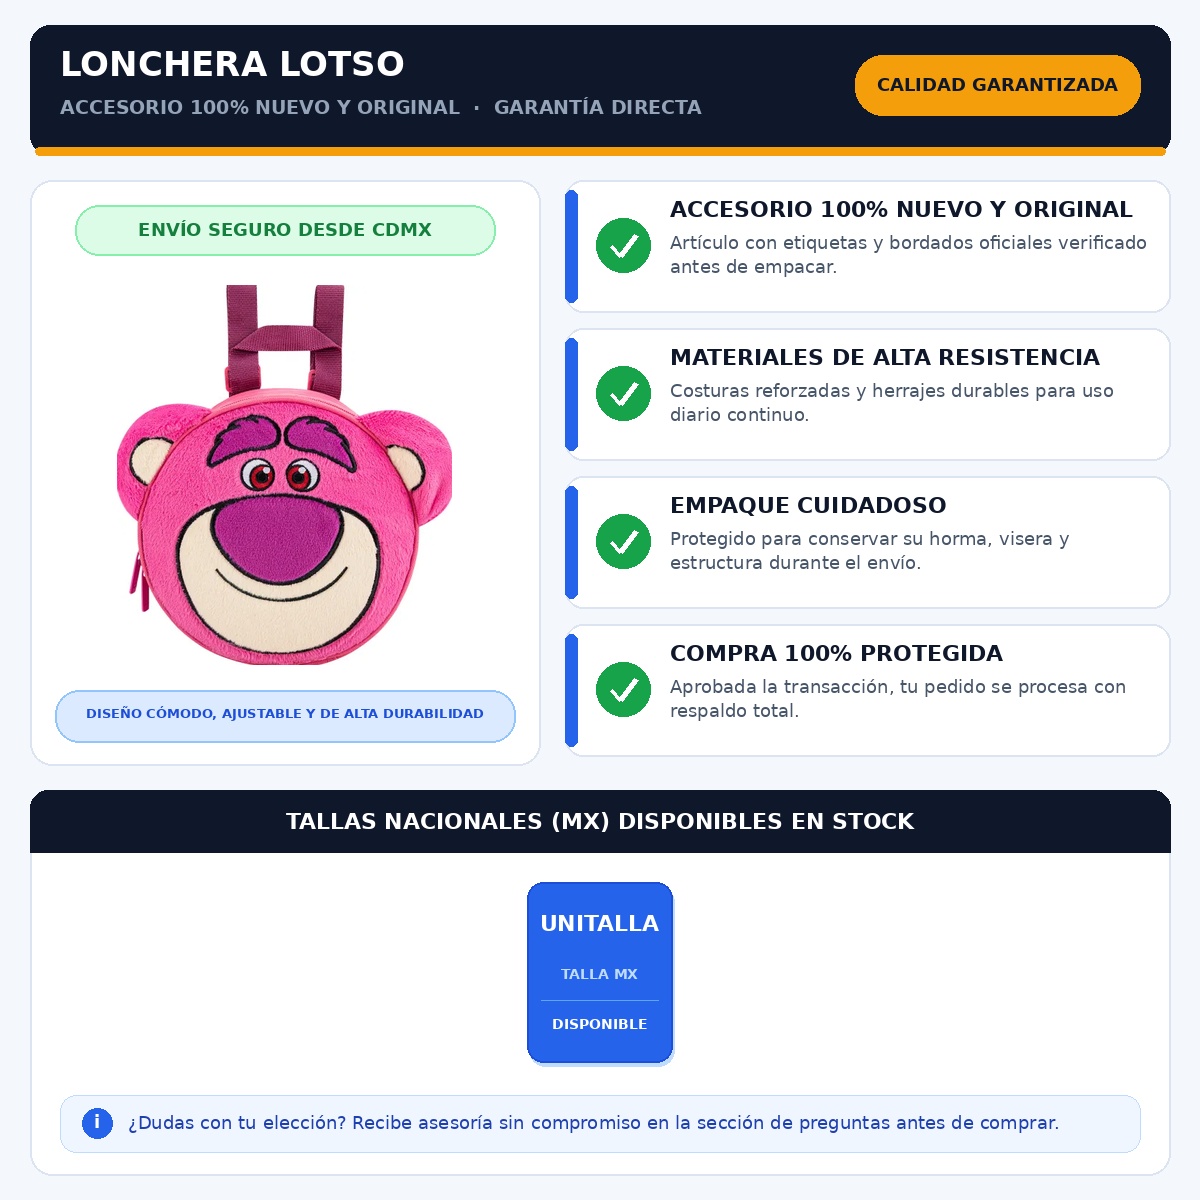 LONCHERA LOTSO
ACCESORIO 100% NUEVO Y ORIGINAL · GARANTÍA DIRECTA
CALIDAD GARANTIZADA
ENVÍO SEGURO DESDE CDMX
DISEÑO CÓMODO, AJUSTABLE Y DE ALTA DURABILIDAD
ACCESORIO 100% NUEVO Y ORIGINAL
Artículo con etiquetas y bordados oficiales verificado
antes de empacar.
MATERIALES DE ALTA RESISTENCIA
Costuras reforzadas y herrajes durables para uso
diario continuo.
EMPAQUE CUIDADOSO
Protegido para conservar su horma, visera y
estructura durante el envío.
COMPRA 100% PROTEGIDA
Aprobada la transacción, tu pedido se procesa con
respaldo total.
TALLAS NACIONALES (MX) DISPONIBLES EN STOCK
UNITALLA
TALLA MX
DISPONIBLE
i ¿Dudas con tu elección? Recibe asesoría sin compromiso en la sección de preguntas antes de comprar.